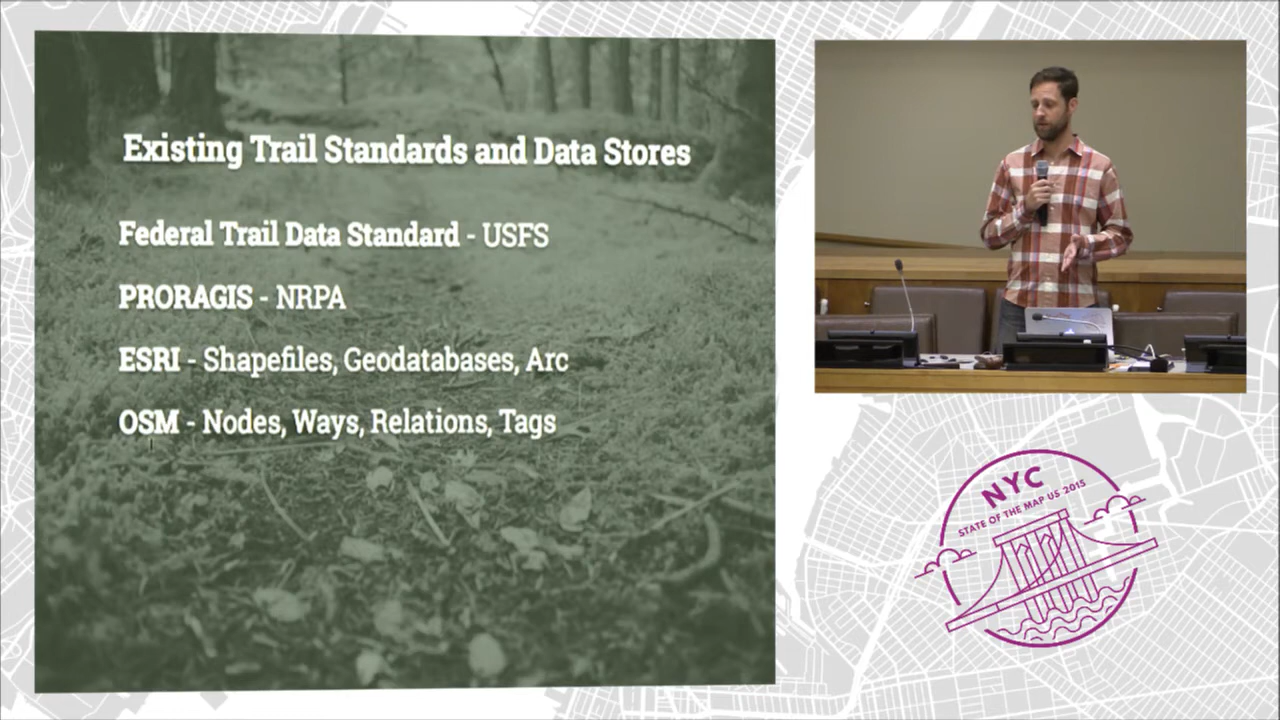 Existing Trail Standards and Data Stores
Federal Trail Data Standard - USFS
PRORAGIS - NRPA
ESRI - Shapefiles, Geodatabases, Arc
OSM - Nodes, Ways, Relations, Tags
NYC
STATE OF THE MAP US 2015